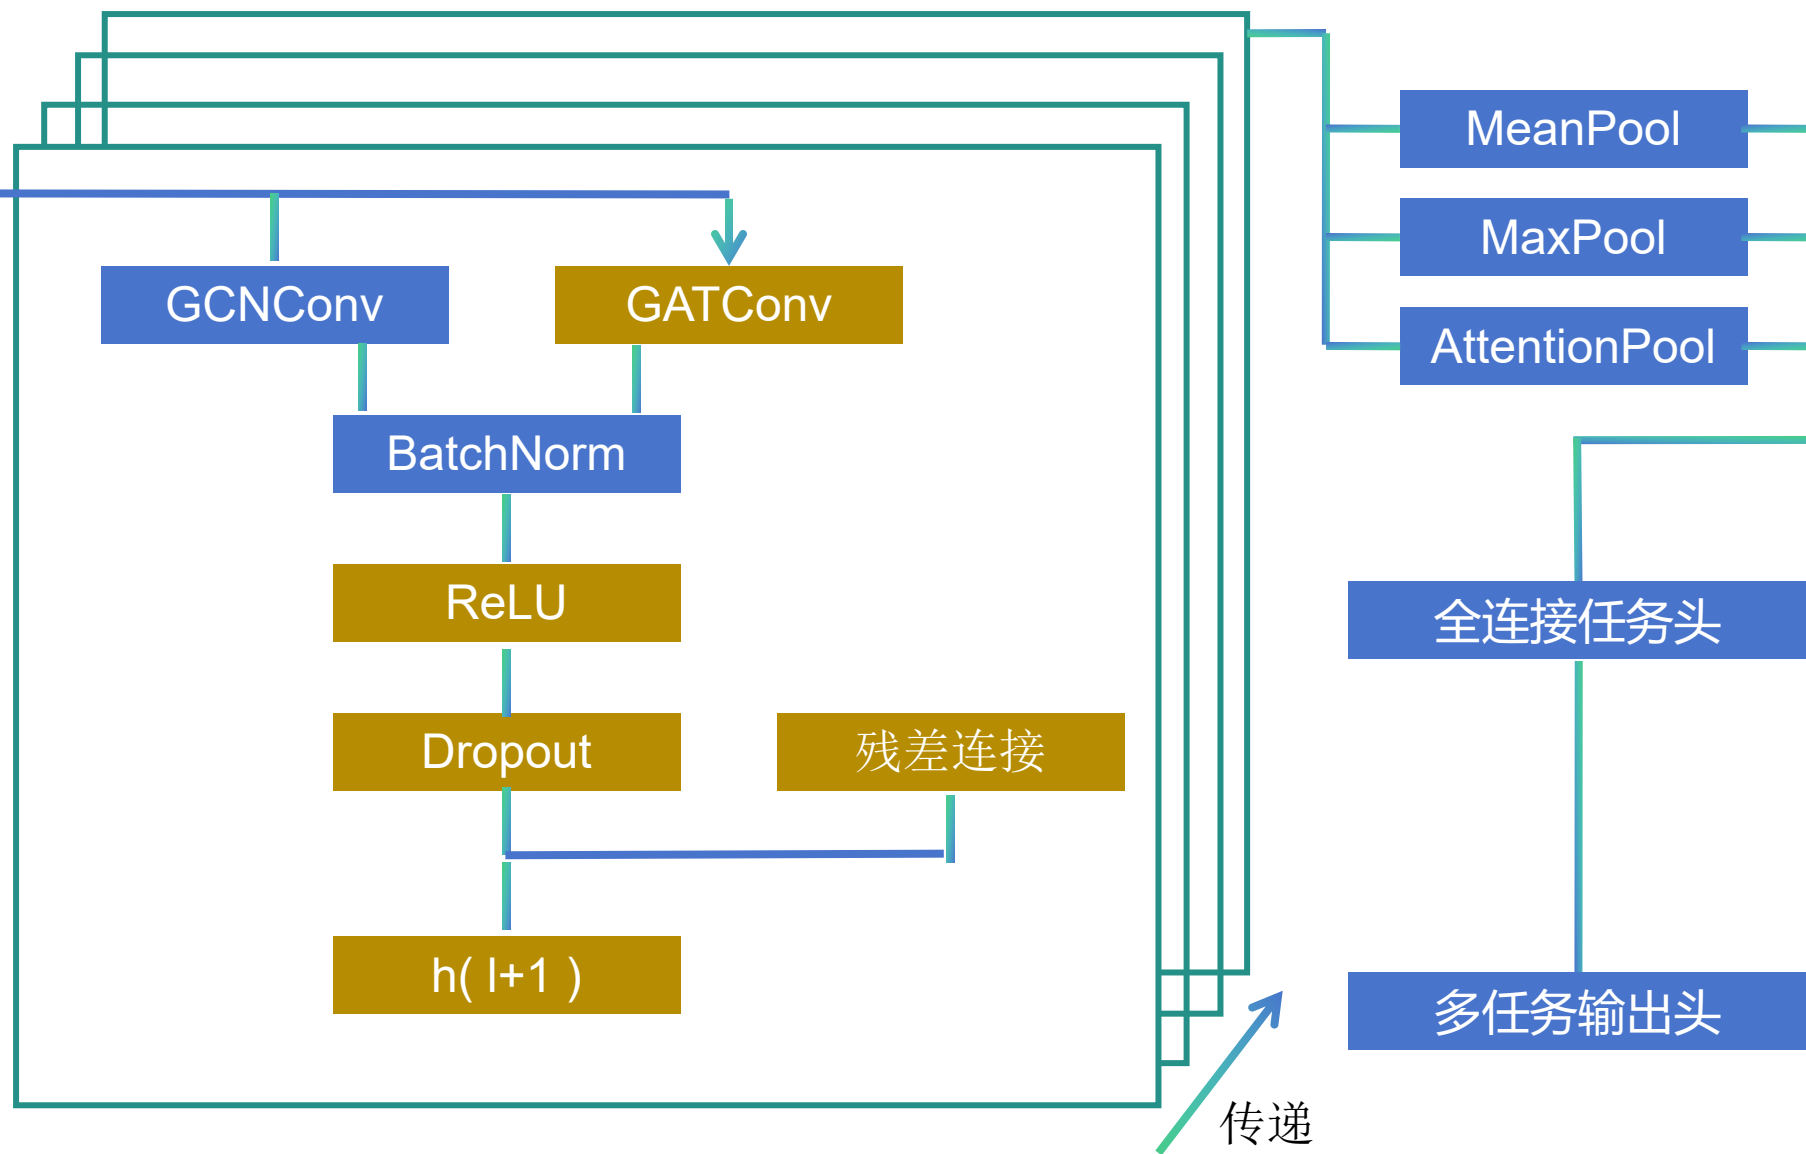 GCNConv
GATConv
BatchNorm
ReLU
Dropout
残差连接
h( l+1 )
传递
MeanPool
MaxPool
AttentionPool
全连接任务头
多任务输出头